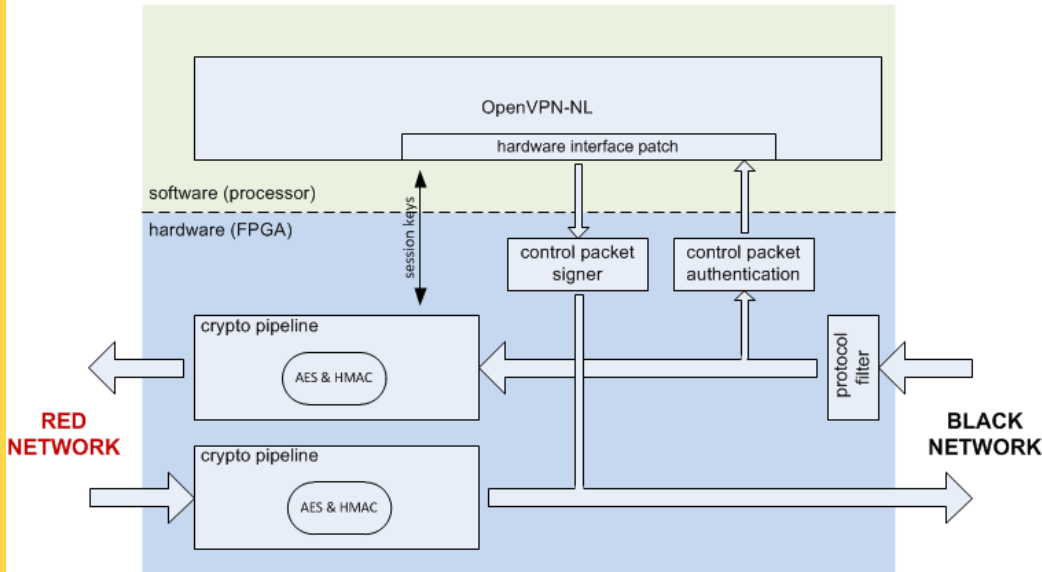 OpenVPN-NL
hardware interface patch
software (processor)
hardware (FPGA)
session keys
control packet
signer
control packet
authentication
crypto pipeline
AES & HMAC
protocol
filter
RED
NETWORK
BLACK
NETWORK
crypto pipeline
AES & HMAC